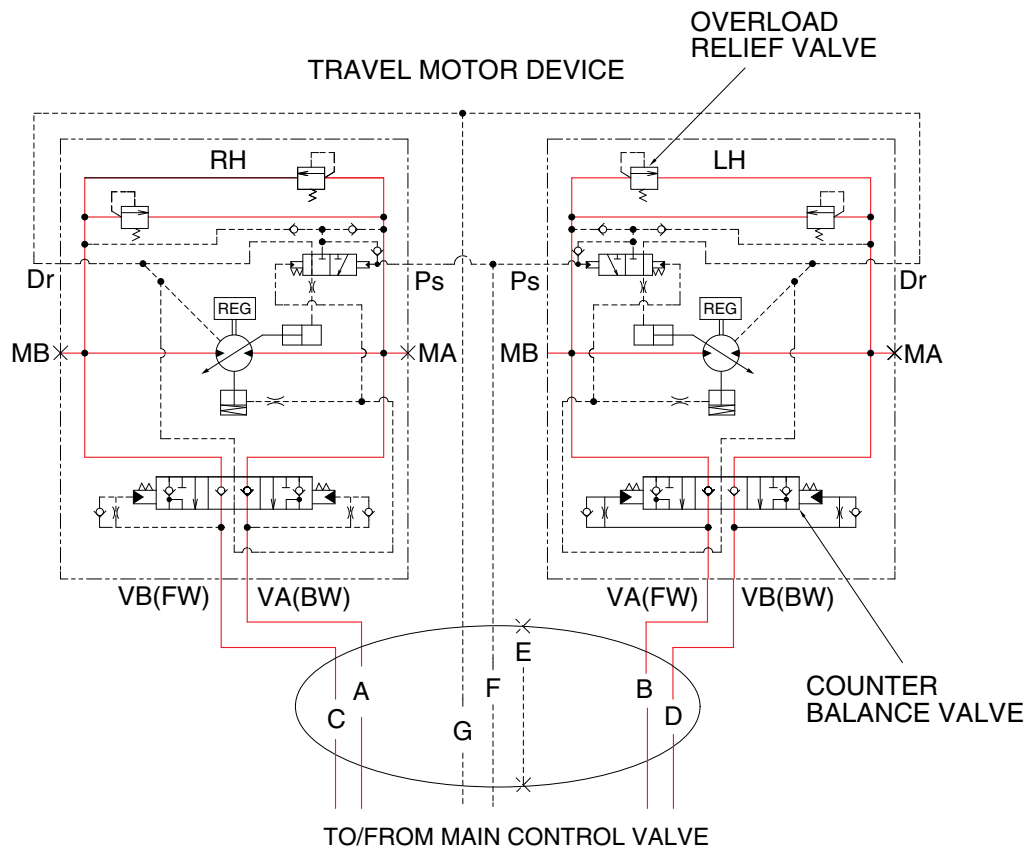 OVERLOAD
RELIEF VALVE
TRAVEL MOTOR DEVICE
RH
LH
Dr
Ps
Ps
Dr
REG
REG
MB
MA
MB
MA
VB(FW)
VA(BW)
VA(FW)
VB(BW)
E
A
F
B
C
G
D
COUNTER
BALANCE VALVE
TO/FROM MAIN CONTROL VALVE